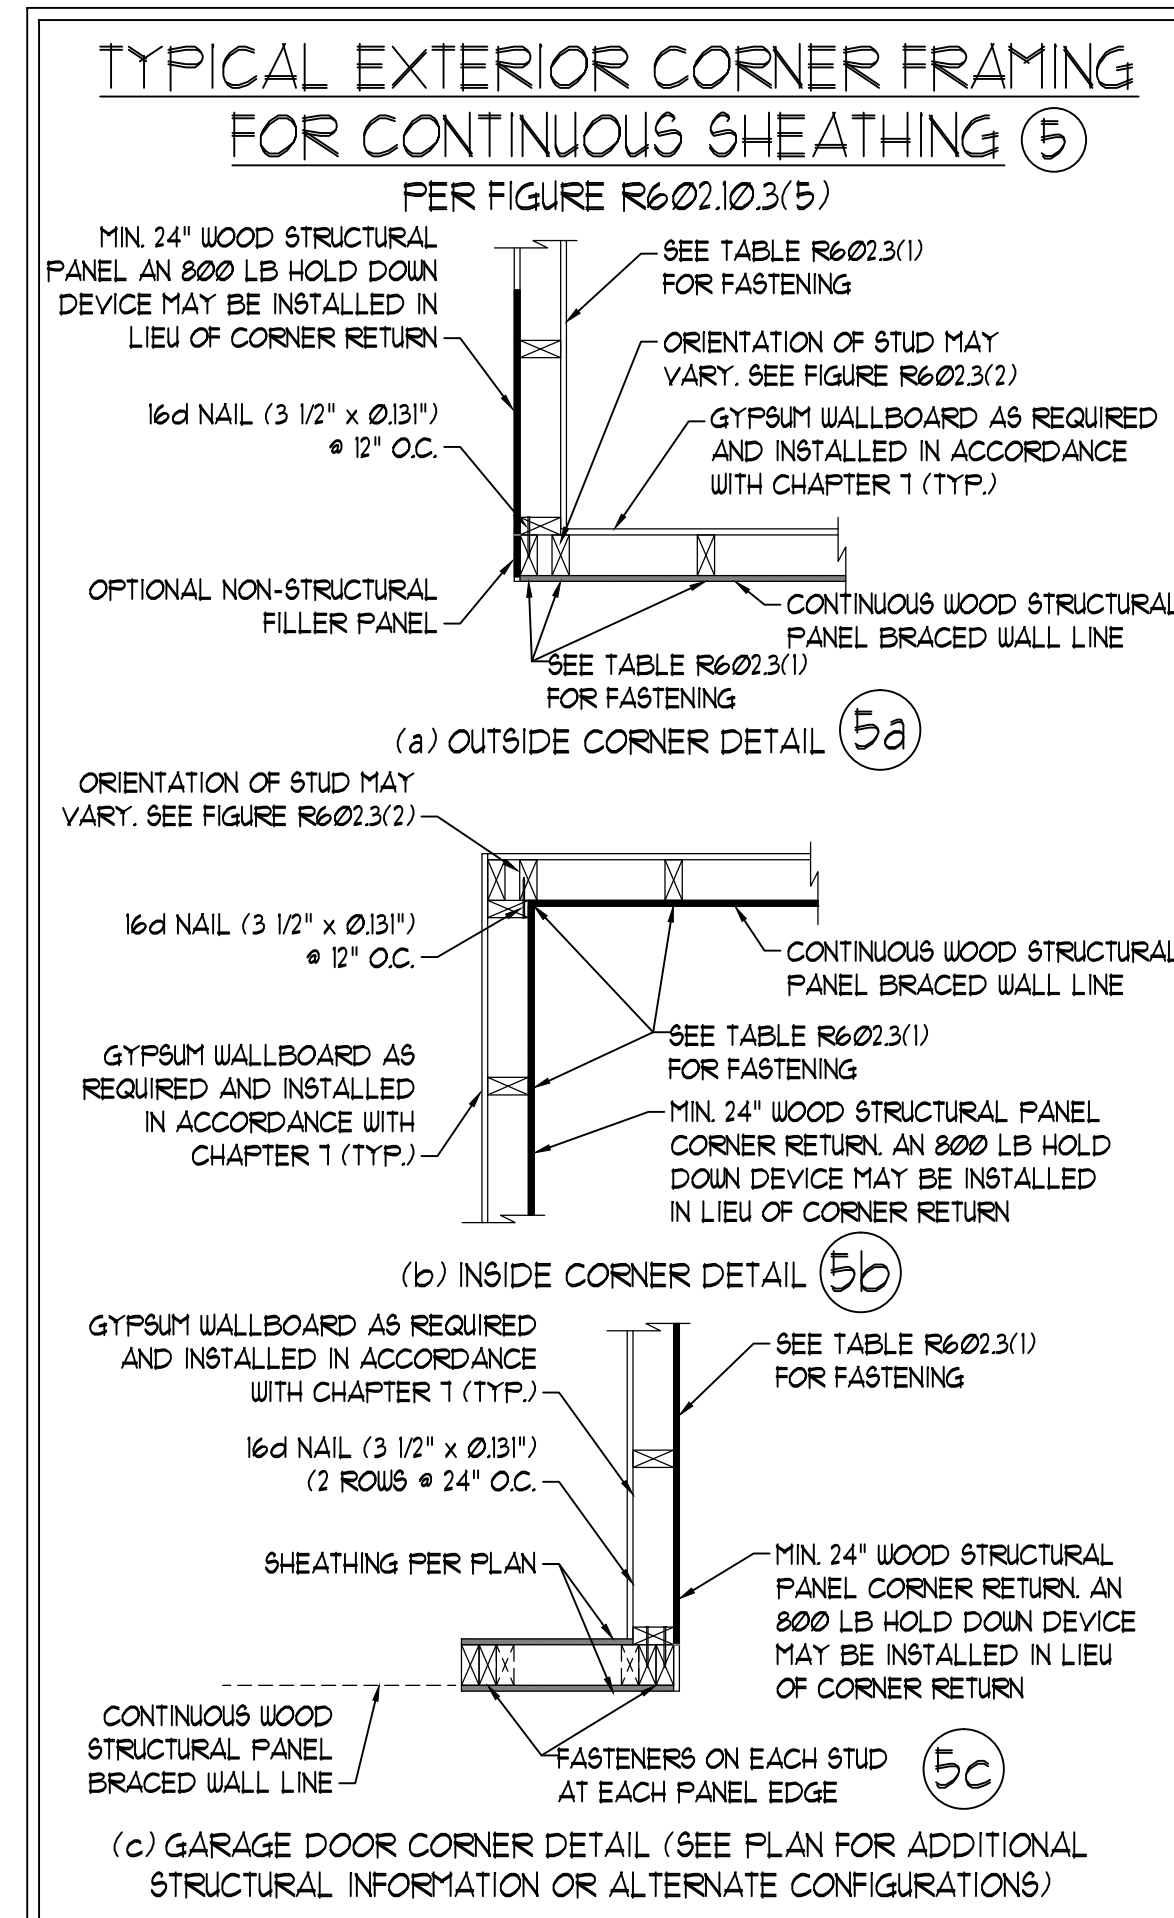 TYPICAL EXTERIOR CORNER FRAMING
FOR CONTINUOUS SHEATHING 5
PER FIGURE R602.10.3(5)
MIN. 24" WOOD STRUCTURAL
PANEL AN 800 LB HOLD DOWN
DEVICE MAY BE INSTALLED IN
LIEU OF CORNER RETURN
16d NAIL (3 1/2" x 0.131")
@ 12" O.C.
OPTIONAL NON-STRUCTURAL
FILLER PANEL
SEE TABLE R602.3(1)
FOR FASTENING
ORIENTATION OF STUD MAY
VARY. SEE FIGURE R602.3(2)
GYPSUM WALLBOARD AS REQUIRED
AND INSTALLED IN ACCORDANCE
WITH CHAPTER 7 (TYP.)
CONTINUOUS WOOD STRUCTURAL
PANEL BRACED WALL LINE
SEE TABLE R602.3(1)
FOR FASTENING
(a) OUTSIDE CORNER DETAIL 5a
ORIENTATION OF STUD MAY
VARY. SEE FIGURE R602.3(2)
16d NAIL (3 1/2" x 0.131")
@ 12" O.C.
GYPSUM WALLBOARD AS
REQUIRED AND INSTALLED
IN ACCORDANCE WITH
CHAPTER 7 (TYP.)
CONTINUOUS WOOD STRUCTURAL
PANEL BRACED WALL LINE
SEE TABLE R602.3(1)
FOR FASTENING
MIN. 24" WOOD STRUCTURAL PANEL
CORNER RETURN. AN 800 LB HOLD
DOWN DEVICE MAY BE INSTALLED
IN LIEU OF CORNER RETURN
(b) INSIDE CORNER DETAIL 5b
GYPSUM WALLBOARD AS REQUIRED
AND INSTALLED IN ACCORDANCE
WITH CHAPTER 7 (TYP.)
16d NAIL (3 1/2" x 0.131")
(2 ROWS @ 24" O.C.
SHEATHING PER PLAN
CONTINUOUS WOOD
STRUCTURAL PANEL
BRACED WALL LINE
SEE TABLE R602.3(1)
FOR FASTENING
MIN. 24" WOOD STRUCTURAL
PANEL CORNER RETURN. AN
800 LB HOLD DOWN DEVICE
MAY BE INSTALLED IN LIEU
OF CORNER RETURN
FASTENERS ON EACH STUD
AT EACH PANEL EDGE
5c
(c) GARAGE DOOR CORNER DETAIL (SEE PLAN FOR ADDITIONAL
STRUCTURAL INFORMATION OR ALTERNATE CONFIGURATIONS)